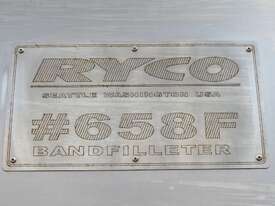 RYCO
SEATTLE WASHINGTON USA
#658F
BANDFILLETER